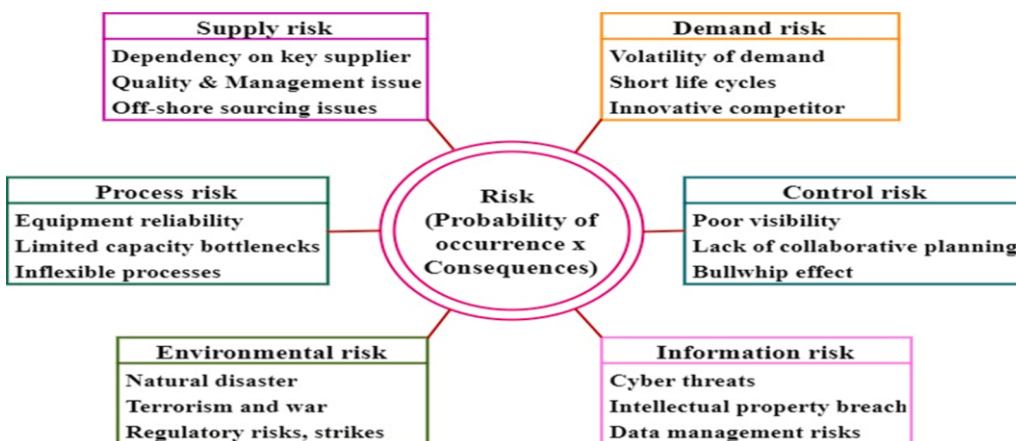 Supply risk
Dependency on key supplier
Quality & Management issue
Off-shore sourcing issues
Demand risk
Volatility of demand
Short life cycles
Innovative competitor
Process risk
Equipment reliability
Limited capacity bottlenecks
Inflexible processes
Risk
(Probability of
occurrence x
Consequences)
Control risk
Poor visibility
Lack of collaborative planning
Bullwhip effect
Environmental risk
Natural disaster
Terrorism and war
Regulatory risks, strikes
Information risk
Cyber threats
Intellectual property breach
Data management risks